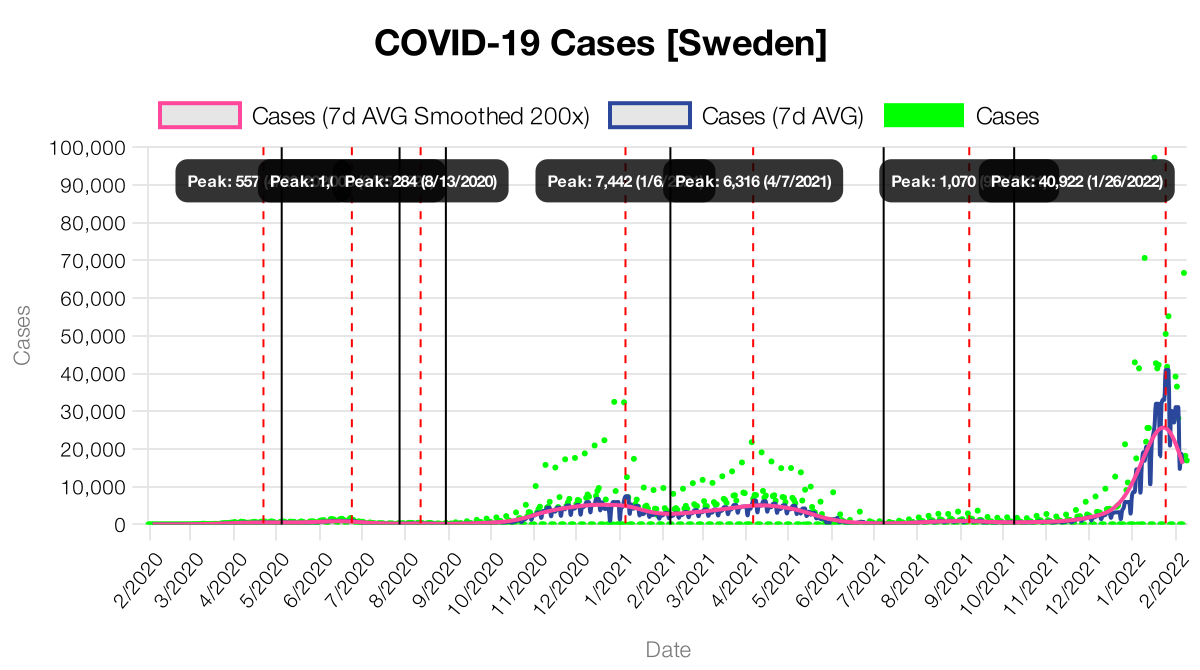 COVID-19 Cases [Sweden]
Cases (7d AVG Smoothed 200x)
Cases (7d AVG)
Cases
100,000
90,000
80,000
70,000
60,000
50,000
40,000
30,000
20,000
10,000
0
Cases
Peak: 557
Peak: 1,0
Peak: 284 (8/13/2020)
Peak: 7,442 (1/6/
Peak: 6,316 (4/7/2021)
Peak: 1,070
Peak: 40,922 (1/26/2022)
2/2020
3/2020
4/2020
5/2020
6/2020
7/2020
8/2020
9/2020
10/2020
11/2020
12/2020
1/2021
2/2021
3/2021
4/2021
5/2021
6/2021
7/2021
8/2021
9/2021
10/2021
11/2021
12/2021
1/2022
2/2022
Date